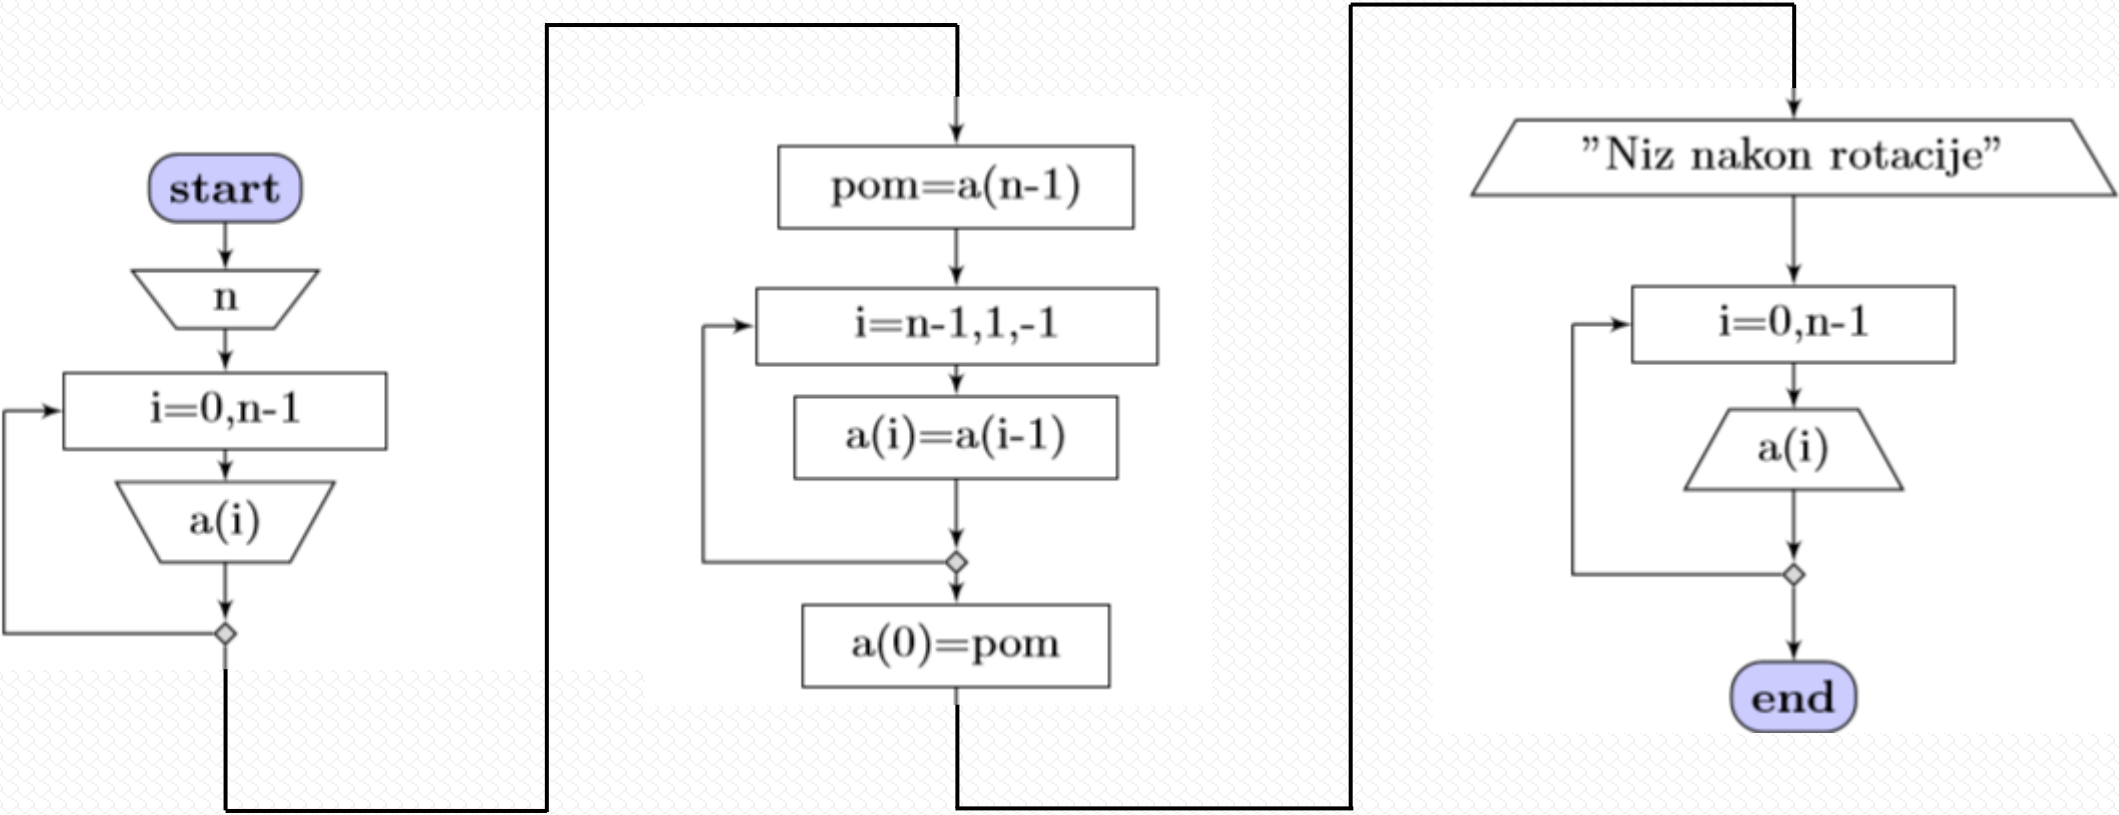 start
n
i=0,n-1
a(i)
pom=a(n-1)
i=n-1,1,-1
a(i)=a(i-1)
a(0)=pom
”Niz nakon rotacije”
i=0,n-1
a(i)
end